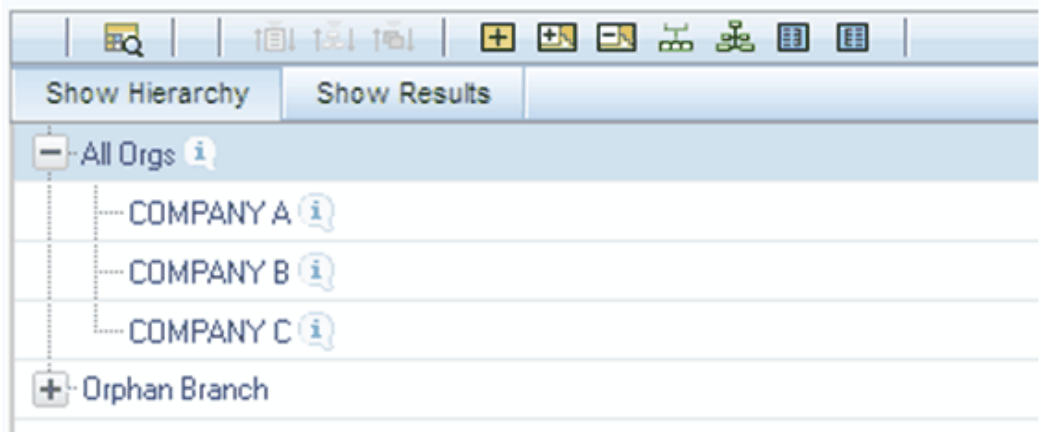 Show Hierarchy Show Results
All Orgs
COMPANY A
COMPANY B
COMPANY C
Orphan Branch